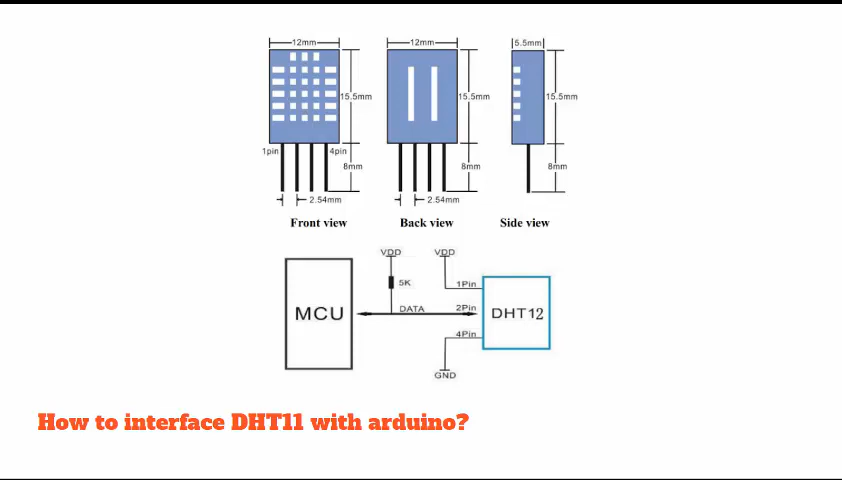 12mm 12mm 5.5mm
15.5mm 15.5mm 15.5mm
1pin 4pin
8mm 8mm 8mm
2.54mm 2.54mm
Front view Back view Side view
VDD VDD
5K 1Pin
MCU DATA 2Pin DHT12
4Pin
GND
How to interface DHT11 with arduino?